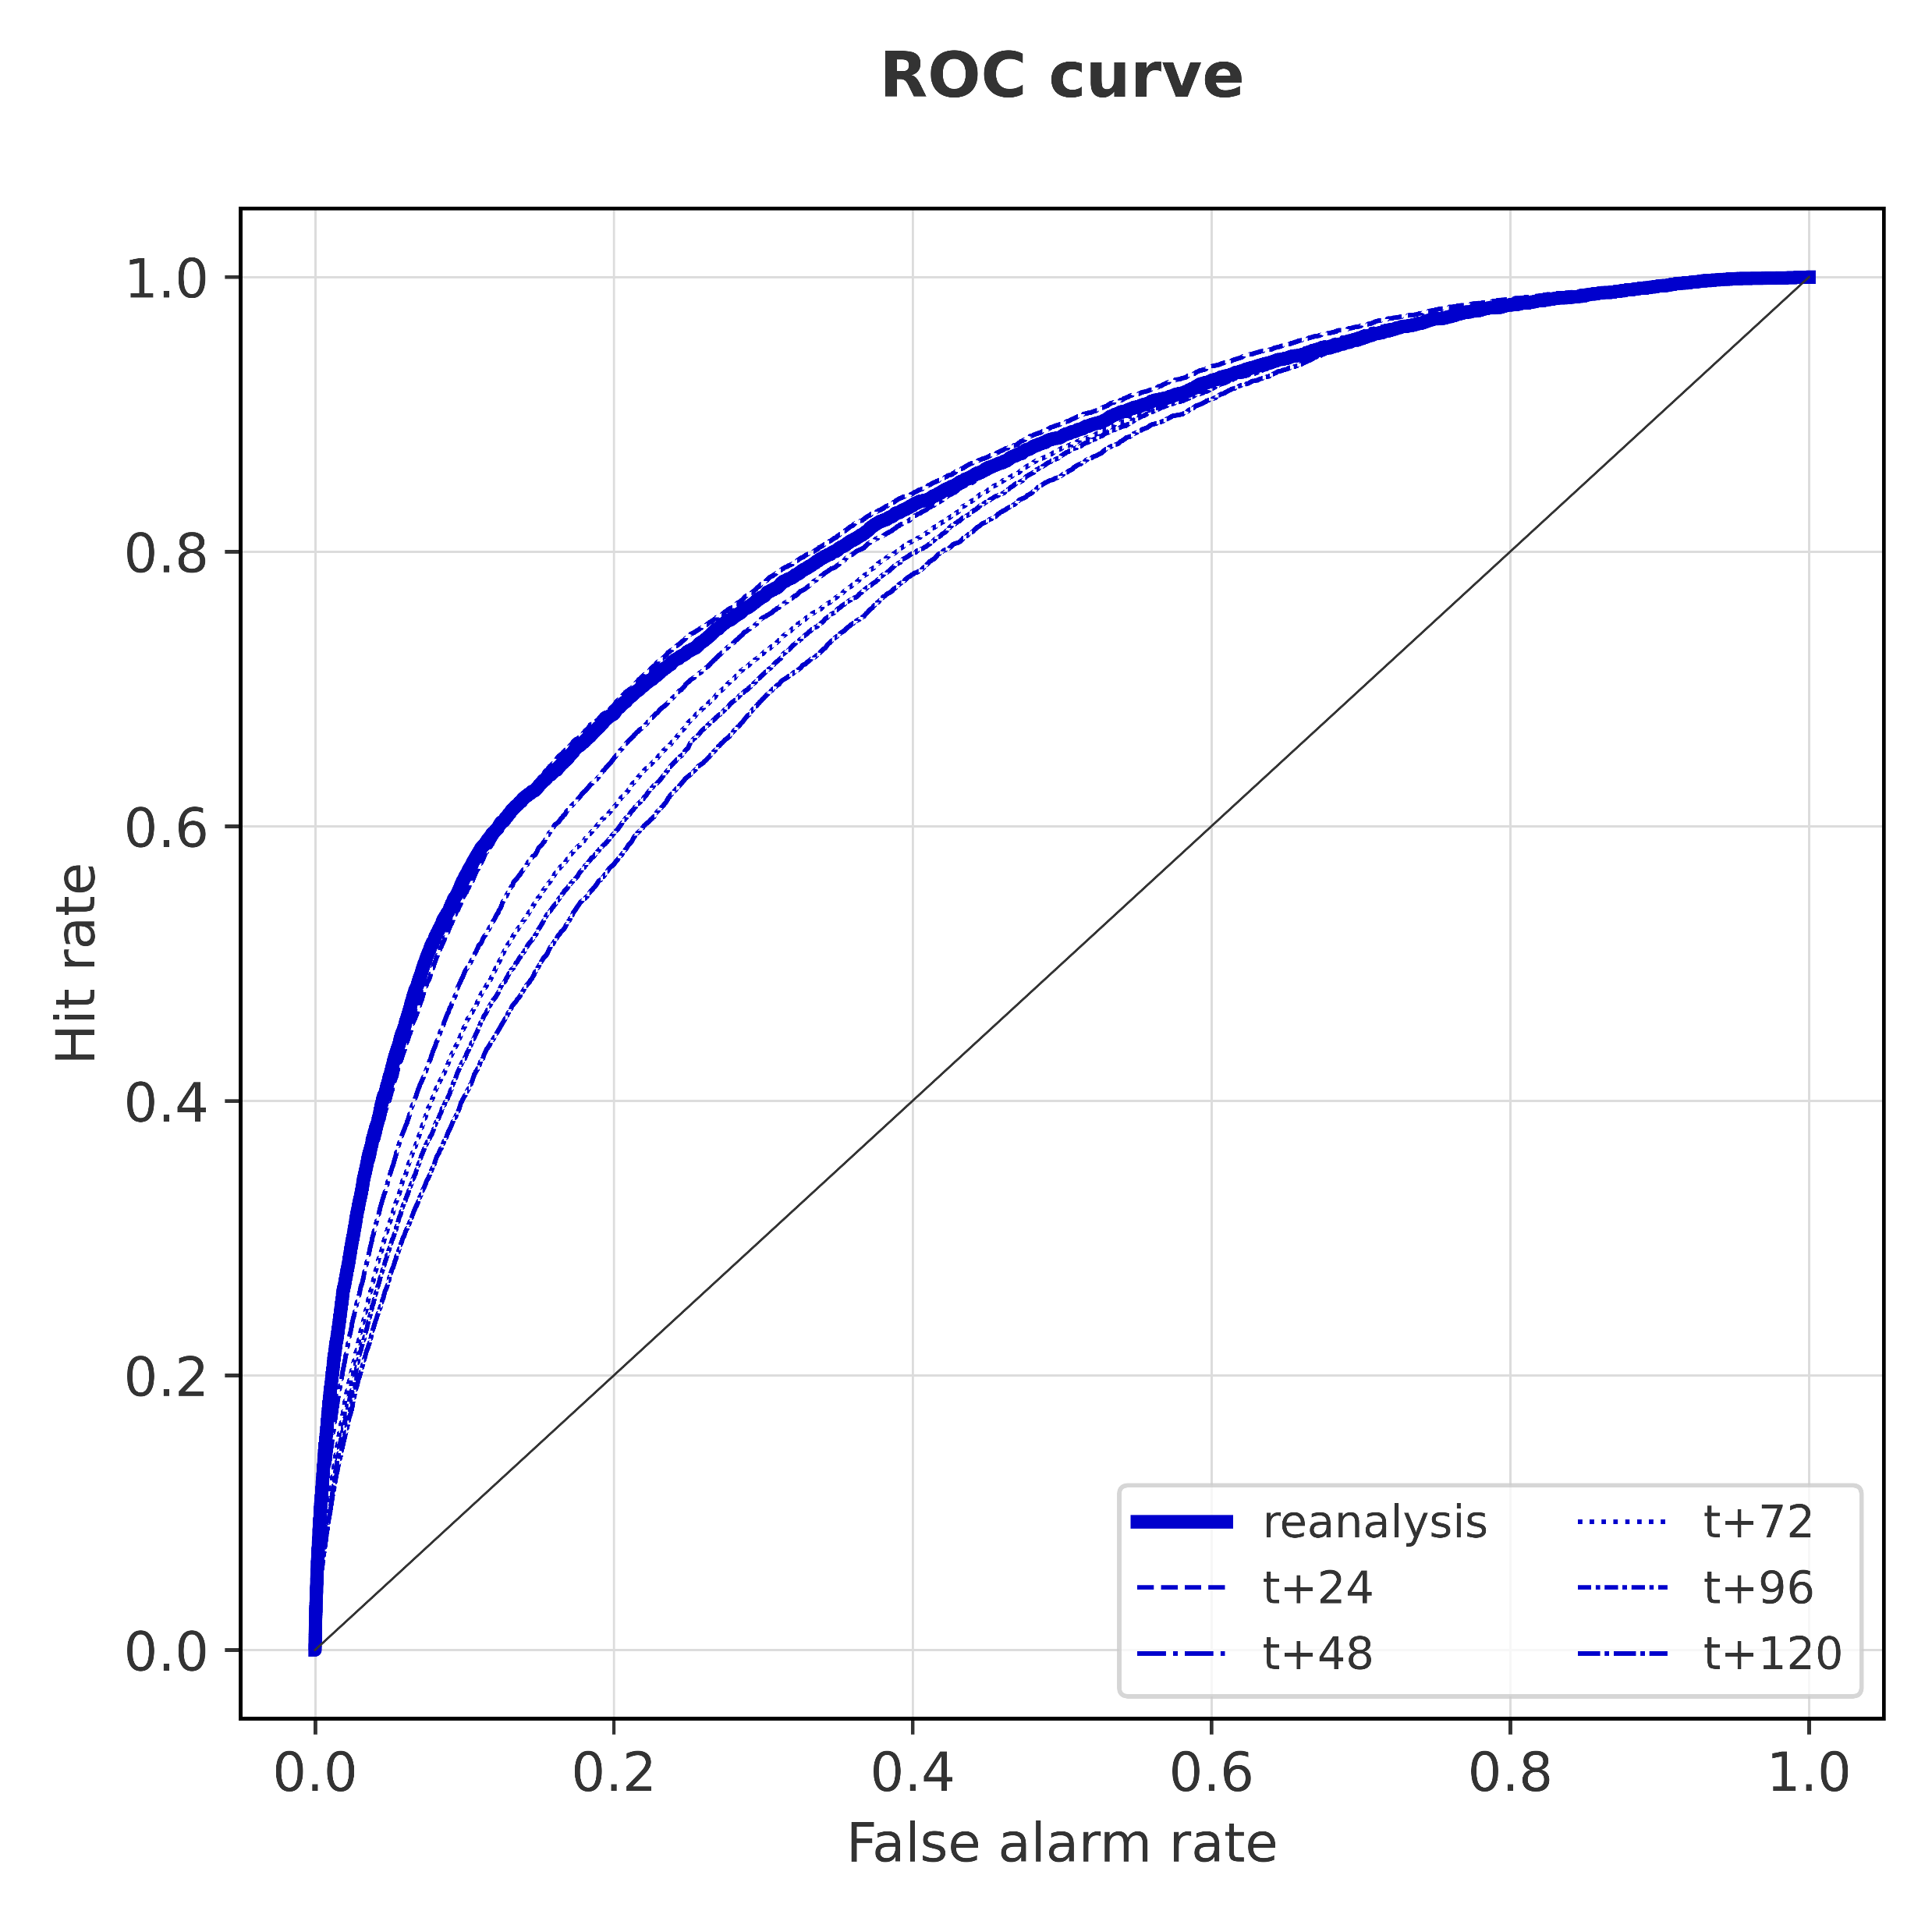 ROC curve
1.0
0.8
0.6
0.4
0.2
0.0
Hit rate
0.0 0.2 0.4 0.6 0.8 1.0
False alarm rate
reanalysis
t+24
t+48
t+72
t+96
t+120